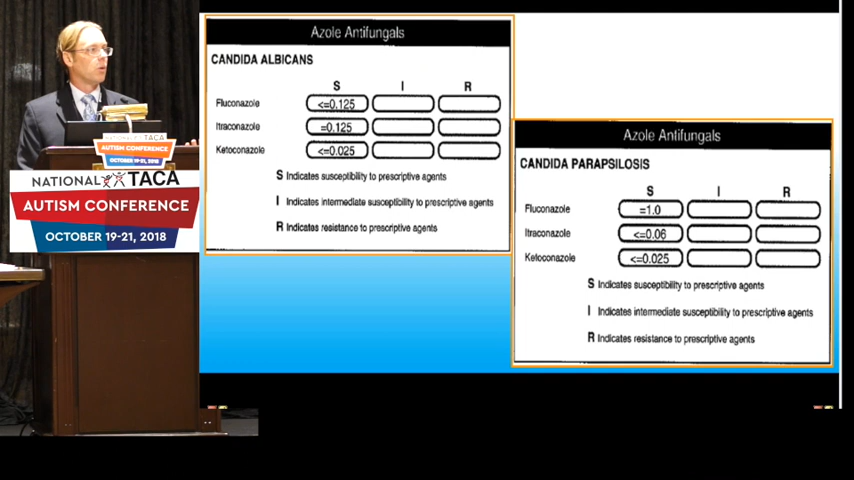 Azole Antifungals
CANDIDA ALBICANS
S I R
Fluconazole <=0.125
Itraconazole =0.125
Ketoconazole <=0.025
S Indicates susceptibility to prescriptive agents
I Indicates intermediate susceptibility to prescriptive agents
R Indicates resistance to prescriptive agents
Azole Antifungals
CANDIDA PARAPSILOSIS
S I R
Fluconazole =1.0
Itraconazole <=0.06
Ketoconazole <=0.025
S Indicates susceptibility to prescriptive agents
I Indicates intermediate susceptibility to prescriptive agents
R Indicates resistance to prescriptive agents
TACA
AUTISM CONFERENCE
OCTOBER 19-21, 2018
NATIONAL TACA
AUTISM CONFERENCE
OCTOBER 19-21, 2018